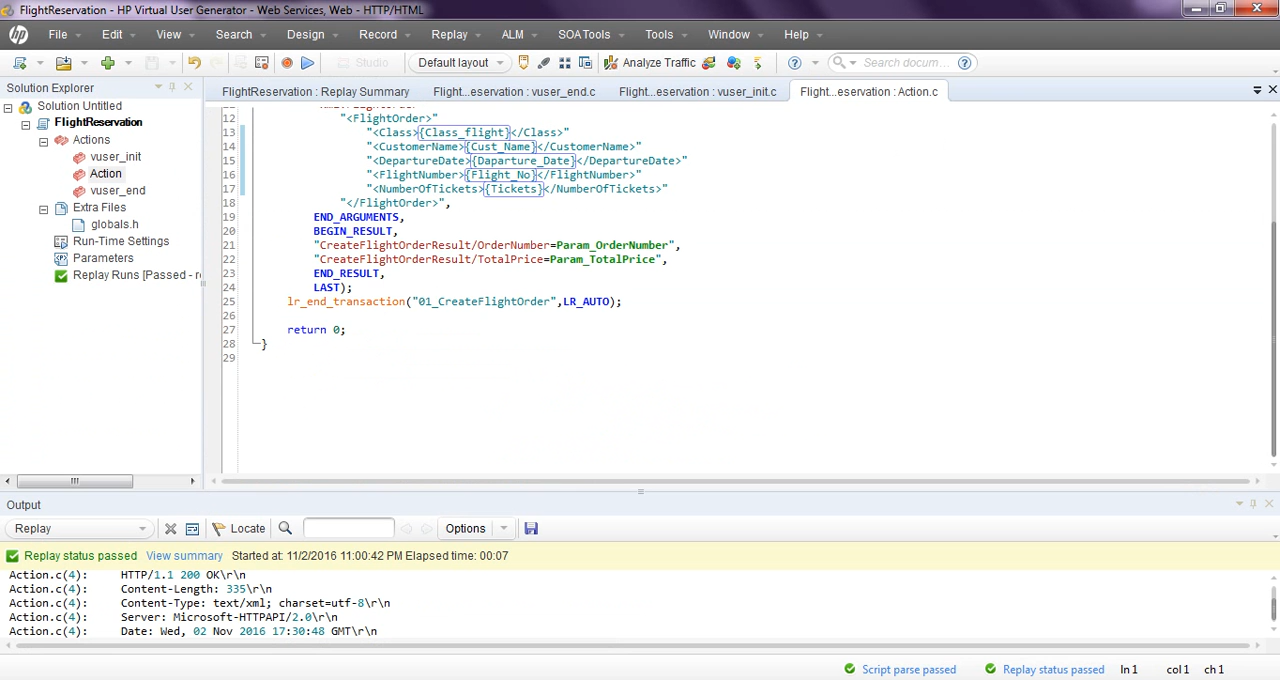 FlightReservation - HP Virtual User Generator - Web Services, Web - HTTP/HTML
hp File Edit View Search Design Record Replay ALM SOA Tools Tools Window Help
Studio Default layout Analyze Traffic Search docum...
Solution Explorer
FlightReservation : Replay Summary Flight...eservation : vuser_end.c Flight...eservation : vuser_init.c Flight...eservation : Action.c
Solution Untitled
FlightReservation
Actions
vuser_init
Action
vuser_end
Extra Files
globals.h
Run-Time Settings
Parameters
Replay Runs [Passed - r
12 "<FlightOrder>"
13 "<Class>{Class_flight}</Class>"
14 "<CustomerName>{Cust_Name}</CustomerName>"
15 "<DepartureDate>{Daparture_Date}</DepartureDate>"
16 "<FlightNumber>{Flight_No}</FlightNumber>"
17 "<NumberOfTickets>{Tickets}</NumberOfTickets>"
18 "</FlightOrder>",
19 END_ARGUMENTS,
20 BEGIN_RESULT,
21 "CreateFlightOrderResult/OrderNumber=Param_OrderNumber",
22 "CreateFlightOrderResult/TotalPrice=Param_TotalPrice",
23 END_RESULT,
24 LAST);
25 lr_end_transaction("01_CreateFlightOrder",LR_AUTO);
26
27 return 0;
28 }
29
Output
Replay Locate Options
Replay status passed View summary Started at: 11/2/2016 11:00:42 PM Elapsed time: 00:07
Action.c(4): HTTP/1.1 200 OK\r\n
Action.c(4): Content-Length: 335\r\n
Action.c(4): Content-Type: text/xml; charset=utf-8\r\n
Action.c(4): Server: Microsoft-HTTPAPI/2.0\r\n
Action.c(4): Date: Wed, 02 Nov 2016 17:30:48 GMT\r\n
Script parse passed Replay status passed ln 1 col 1 ch 1